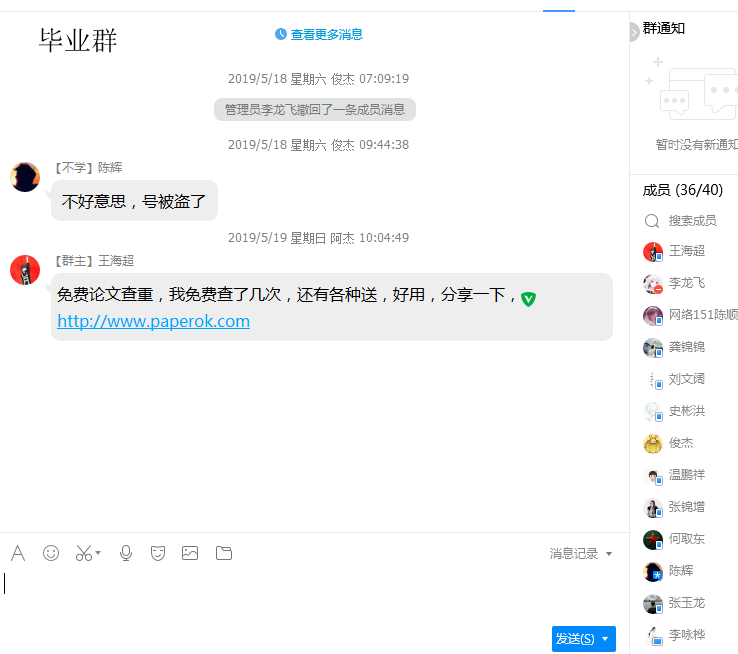 毕业群
查看更多消息
2019/5/18 星期六 俊杰 07:09:19
管理员李龙飞撤回了一条成员消息
2019/5/18 星期六 俊杰 09:44:38
【不学】陈辉
不好意思，号被盗了
2019/5/19 星期日 阿杰 10:04:49
【群主】王海超
免费论文查重，我免费查了几次，还有各种送，好用，分享一下，
http://www.paperok.com
消息记录
发送(S)
群通知
暂时没有新通知
成员 (36/40)
搜索成员
王海超
李龙飞
网络151陈顺
龚锦锦
刘文阔
史彬洪
俊杰
温鹏祥
张锦增
何取东
陈辉
张玉龙
李咏桦